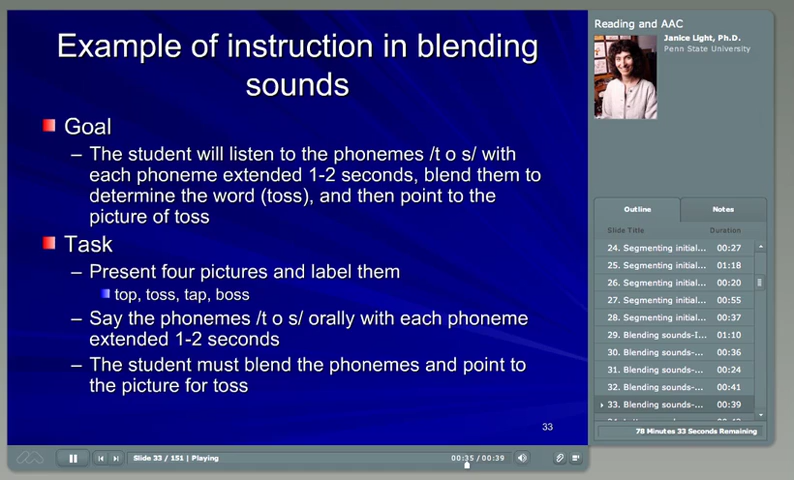 Example of instruction in blending
sounds
Goal
– The student will listen to the phonemes /t o s/ with
each phoneme extended 1-2 seconds, blend them to
determine the word (toss), and then point to the
picture of toss
Task
– Present four pictures and label them
top, toss, tap, boss
– Say the phonemes /t o s/ orally with each phoneme
extended 1-2 seconds
– The student must blend the phonemes and point to
the picture for toss
33
Slide 33 / 151 | Playing
00:35 / 00:39
Reading and AAC
Janice Light, Ph.D.
Penn State University
Outline
Notes
Slide Title Duration
24. Segmenting initial... 00:27
25. Segmenting initial... 01:18
26. Segmenting initial... 00:20
27. Segmenting initial... 00:55
28. Segmenting initial... 00:37
29. Blending sounds-I... 01:10
30. Blending sounds-... 00:36
31. Blending sounds-... 00:24
32. Blending sounds-... 00:41
33. Blending sounds-... 00:39
78 Minutes 33 Seconds Remaining